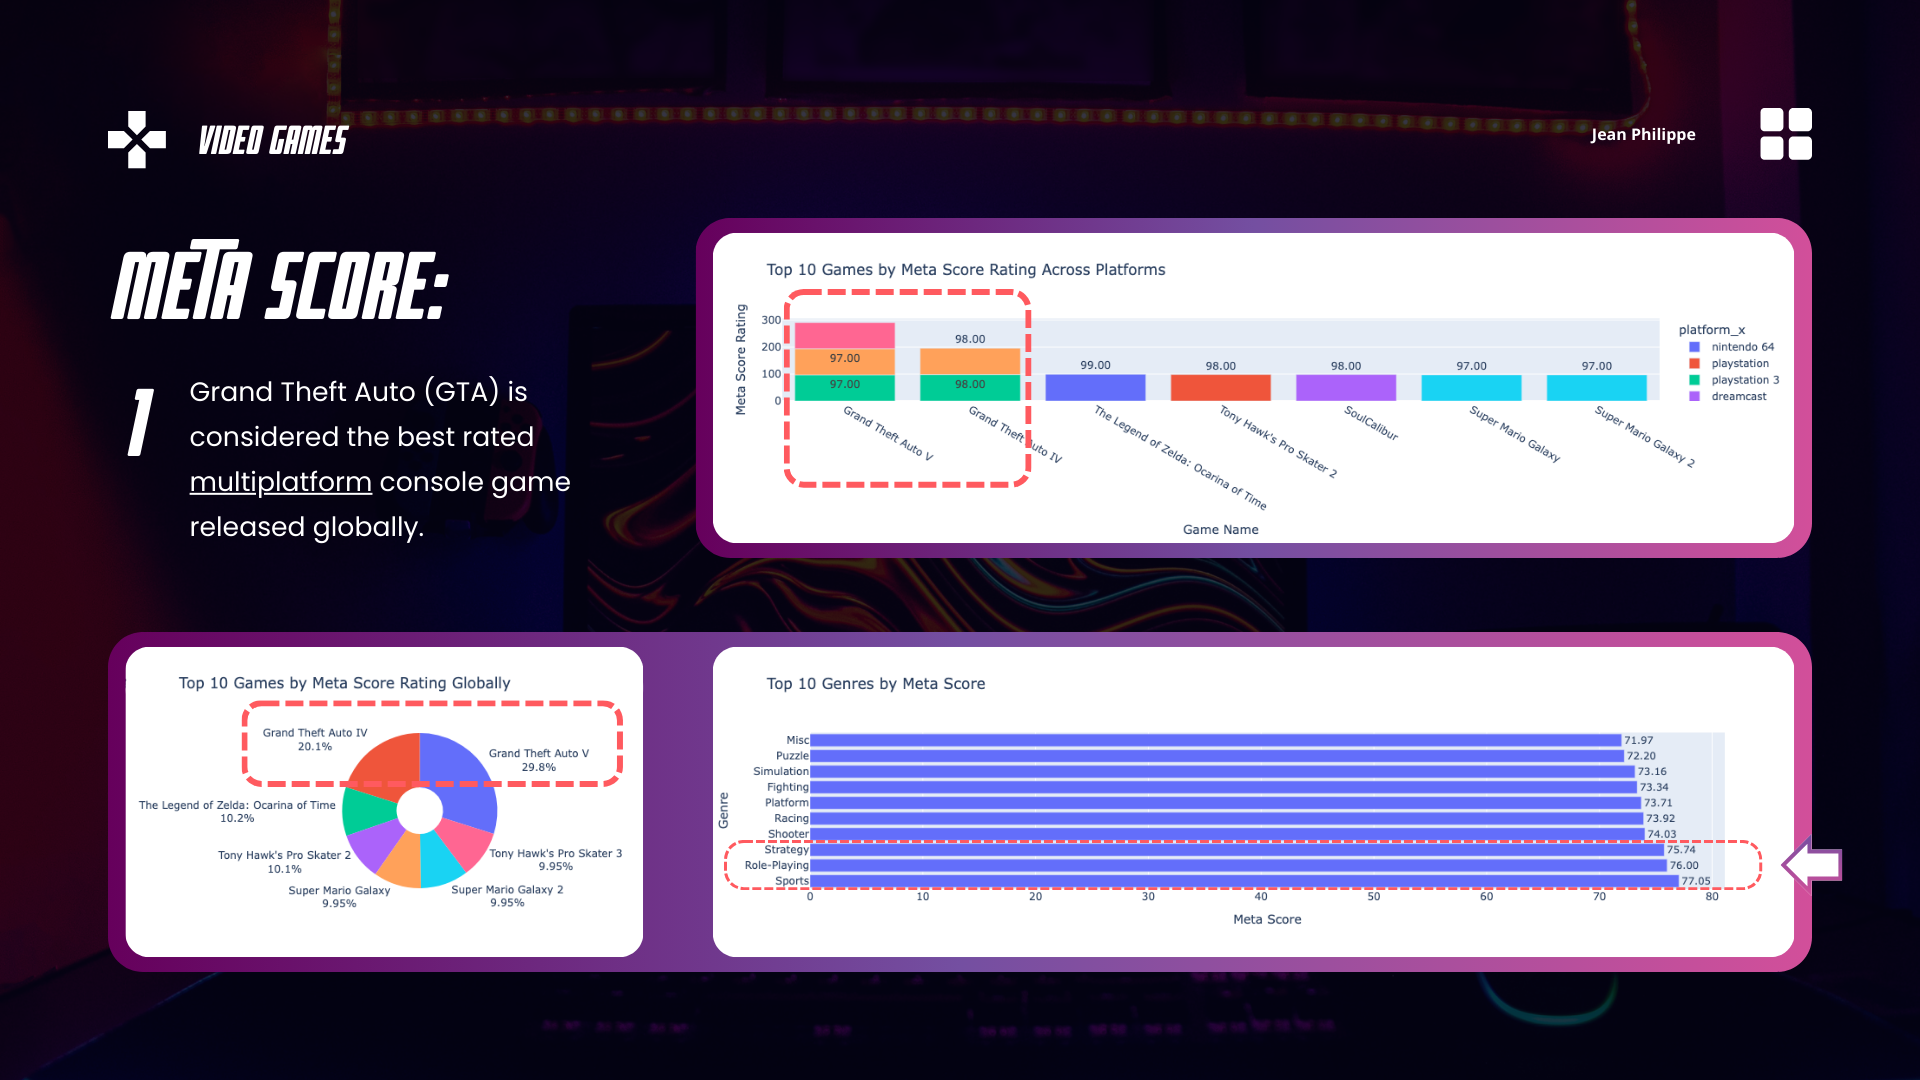 VIDEO GAMES
Jean Philippe
META SCORE:
1
Grand Theft Auto (GTA) is
considered the best rated
multiplatform console game
released globally.
Top 10 Games by Meta Score Rating Across Platforms
Meta Score Rating
300
200
100
0
97.00
97.00
98.00
98.00
99.00
98.00
98.00
97.00
97.00
Grand Theft Auto V
Grand Theft Auto IV
The Legend of Zelda: Ocarina of Time
Tony Hawk's Pro Skater 2
SoulCalibur
Super Mario Galaxy
Super Mario Galaxy 2
Game Name
platform_x
nintendo 64
playstation
playstation 3
dreamcast
Top 10 Games by Meta Score Rating Globally
Grand Theft Auto IV
20.1%
Grand Theft Auto V
29.8%
The Legend of Zelda: Ocarina of Time
10.2%
Tony Hawk's Pro Skater 2
10.1%
Tony Hawk's Pro Skater 3
9.95%
Super Mario Galaxy
9.95%
Super Mario Galaxy 2
9.95%
Top 10 Genres by Meta Score
Genre
Misc 71.97
Puzzle 72.20
Simulation 73.16
Fighting 73.34
Platform 73.71
Racing 73.92
Shooter 74.03
Strategy 75.74
Role-Playing 76.00
Sports 77.05
0 10 20 30 40 50 60 70 80
Meta Score